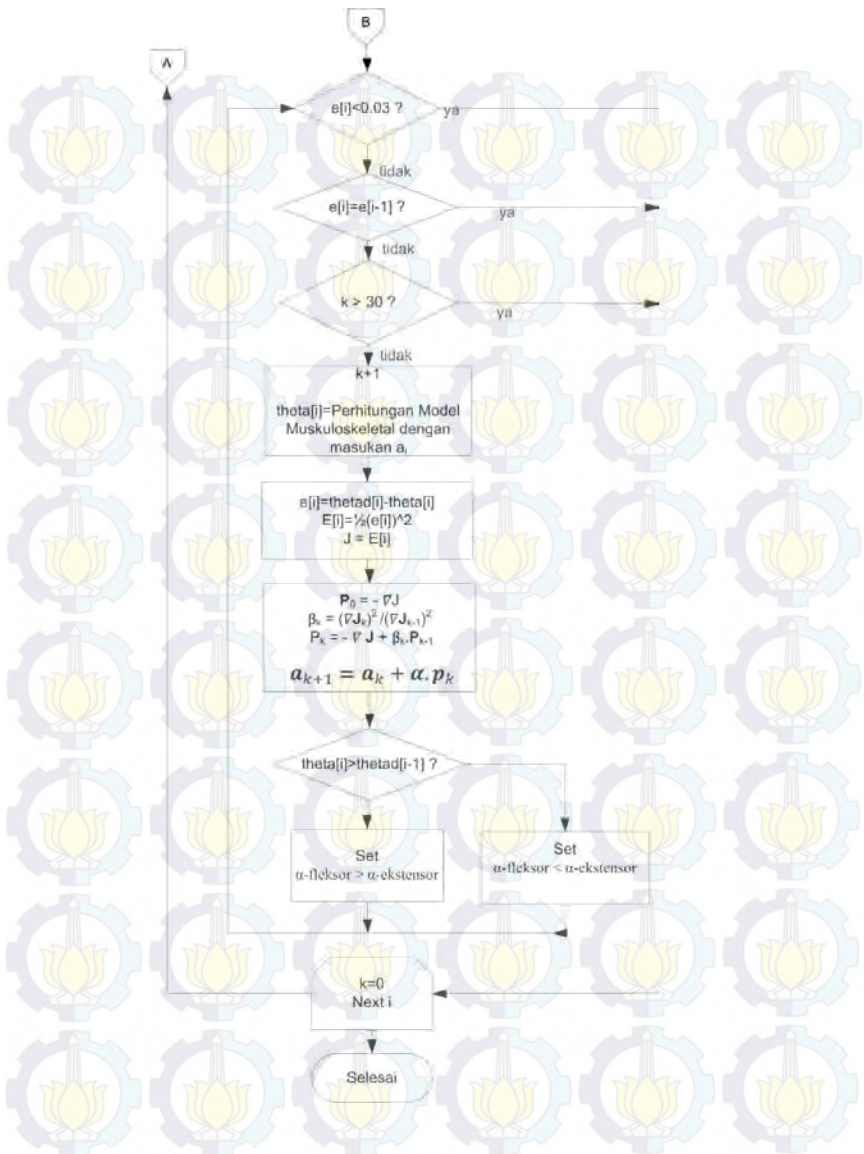 B
A
e[i]<0.03 ?
ya
tidak
e[i]=e[i-1] ?
ya
tidak
k > 30 ?
ya
tidak
k+1
theta[i]=Perhitungan Model
Muskuloskeletal dengan
masukan aᵢ
e[i]=thetad[i]-theta[i]
E[i]=½(e[i])^2
J = E[i]
P₀ = - ∇J
βₖ = (∇Jₖ)²/(∇Jₖ₋₁)²
Pₖ = - ∇ J + βₖ.Pₖ₋₁
aₖ₊₁ = aₖ + α.pₖ
theta[i]>thetad[i-1] ?
Set
α-fleksor > α-ekstensor
Set
α-fleksor < α-ekstensor
k=0
Next i
Selesai